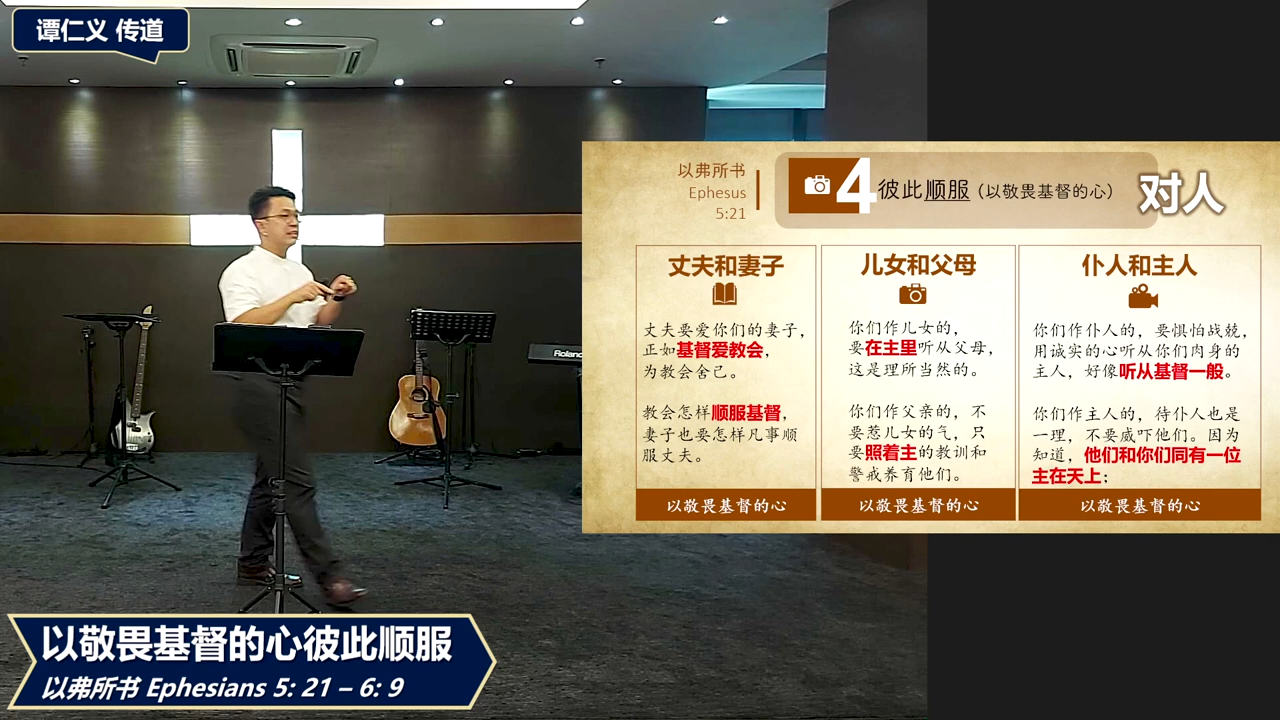 谭仁义 传道
以弗所书
Ephesus
5:21
4
彼此顺服（以敬畏基督的心）
对人
丈夫和妻子
丈夫要爱你们的妻子，
正如基督爱教会，
为教会舍己。
教会怎样顺服基督，
妻子也要怎样凡事顺
服丈夫。
以敬畏基督的心
儿女和父母
你们作儿女的，
要在主里听从父母，
这是理所当然的。
你们作父亲的，不
要惹儿女的气，只
要照着主的教训和
警戒养育他们。
以敬畏基督的心
仆人和主人
你们作仆人的，要惧怕战兢，
用诚实的心听从你们肉身的
主人，好像听从基督一般。
你们作主人的，待仆人也是
一理，不要威吓他们。因为
知道，他们和你们同有一位
主在天上；
以敬畏基督的心
Roland
以敬畏基督的心彼此顺服
以弗所书 Ephesians 5: 21 – 6: 9